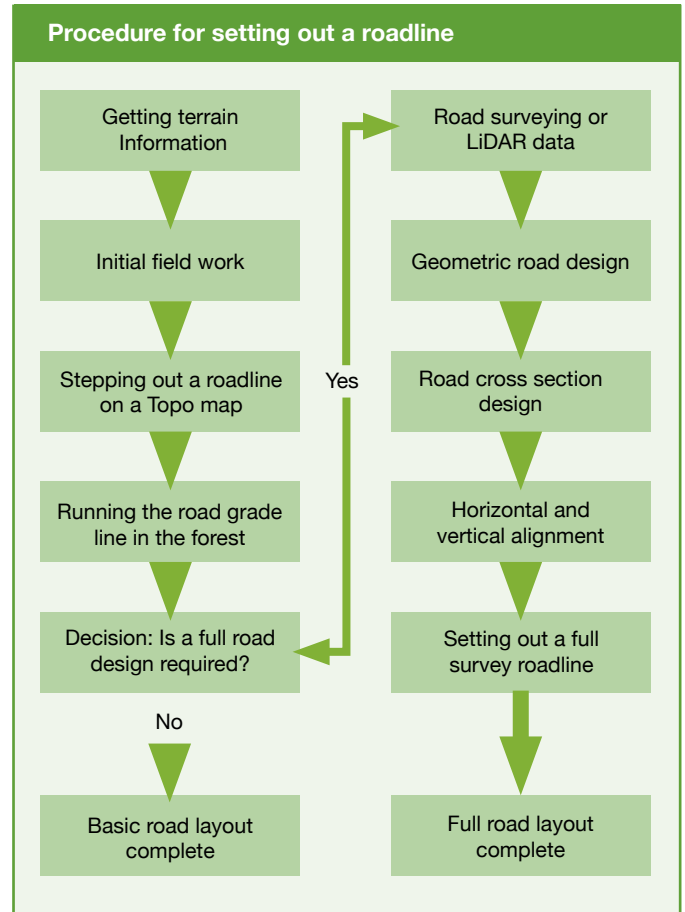 Procedure for setting out a roadline
Getting terrain
Information
Initial field work
Stepping out a roadline
on a Topo map
Running the road grade
line in the forest
Decision: Is a full road
design required?
No
Basic road layout
complete
Yes
Road surveying or
LiDAR data
Geometric road design
Road cross section
design
Horizontal and
vertical alignment
Setting out a full
survey roadline
Full road layout
complete